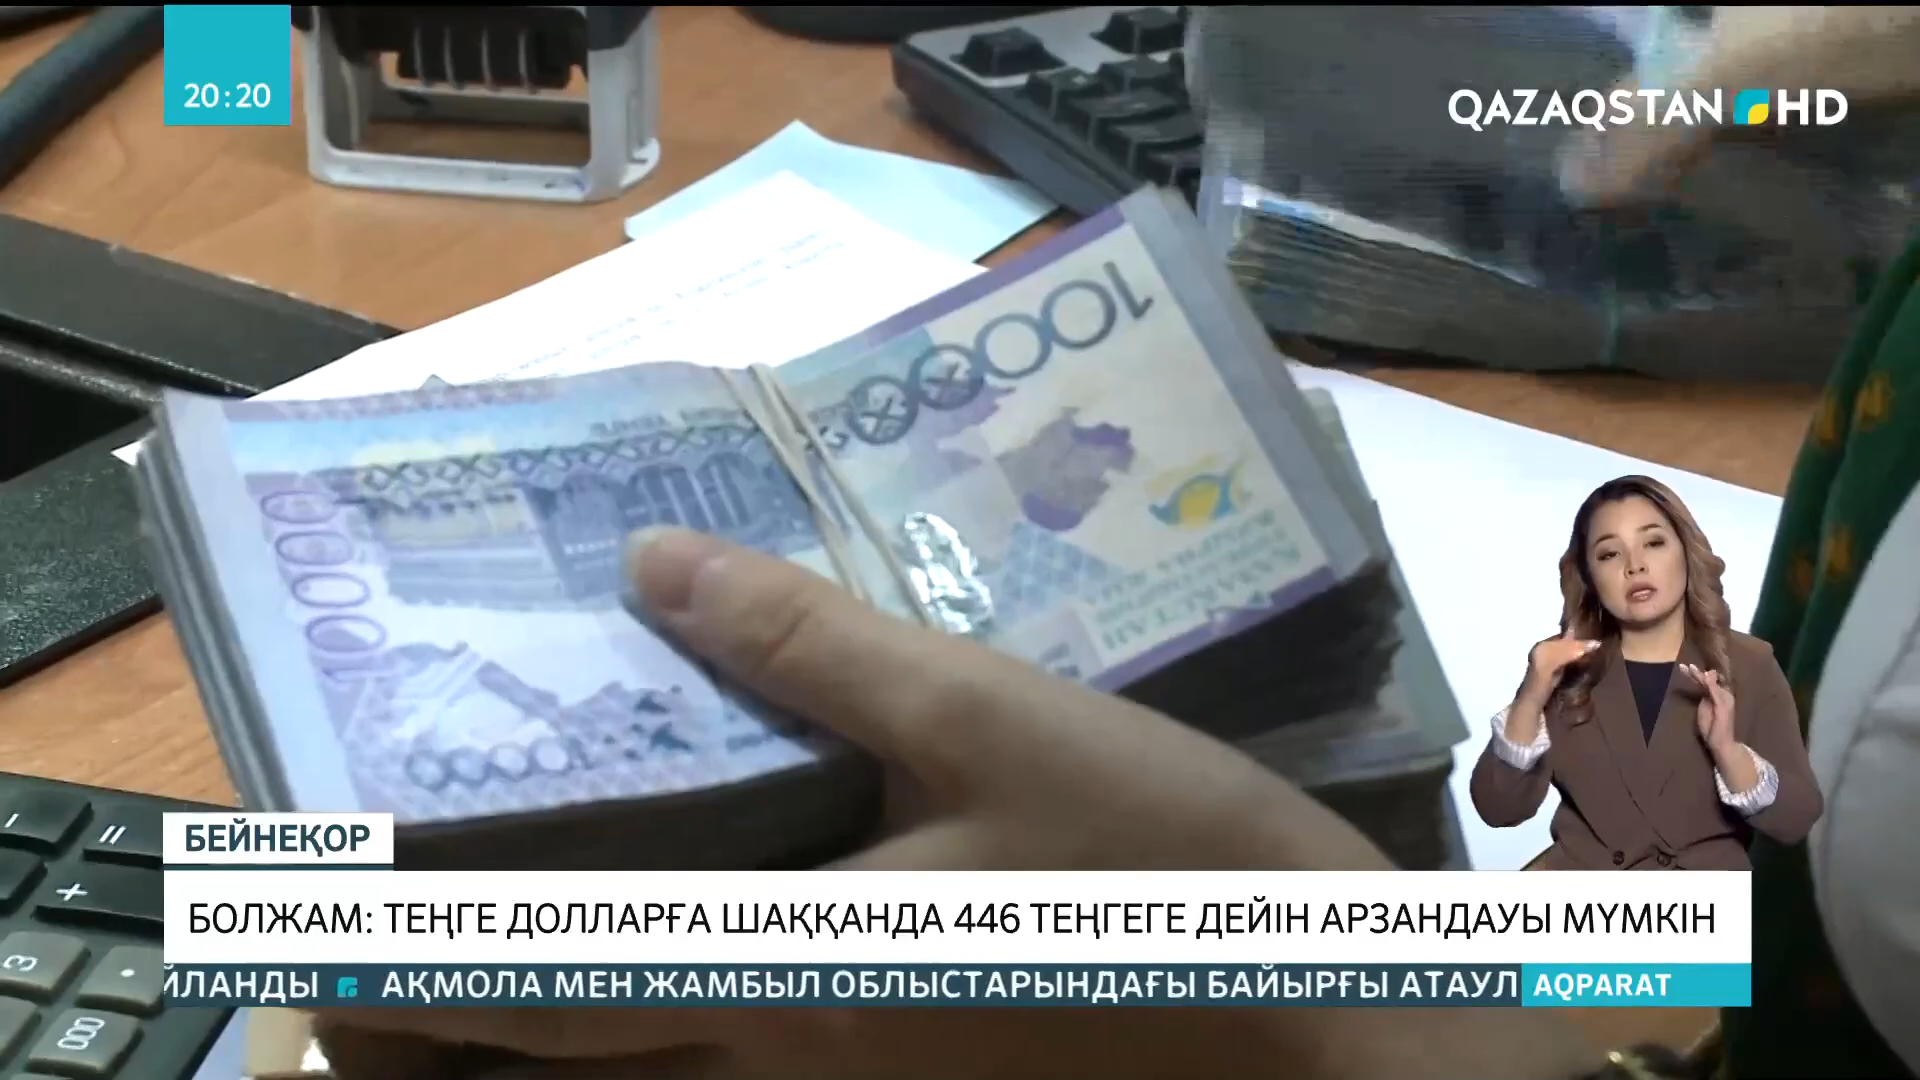 20:20
QAZAQSTAN HD
10000
10000
10000
БЕЙНЕҚОР
БОЛЖАМ: ТЕҢГЕ ДОЛЛАРҒА ШАҚҚАНДА 446 ТЕҢГЕГЕ ДЕЙІН АРЗАНДАУЫ МҮМКІН
ЙЛАНДЫ АҚМОЛА МЕН ЖАМБЫЛ ОБЛЫСТАРЫНДАҒЫ БАЙЫРҒЫ АТАУЛ AQPARAT